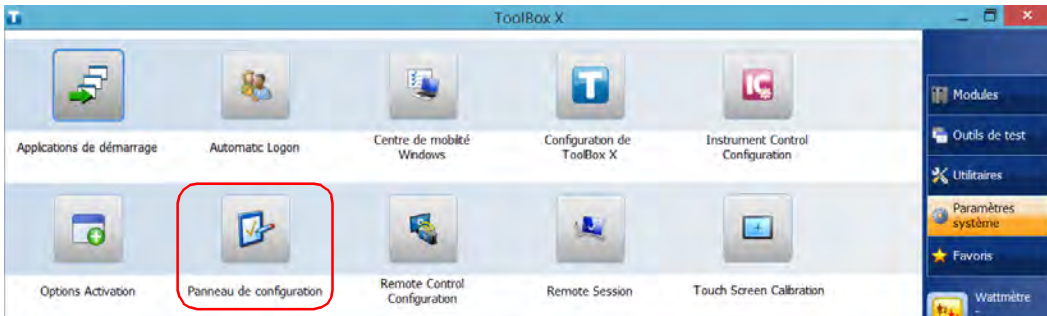 ToolBox X
Applications de démarrage
Automatic Logon
Centre de mobilité
Windows
Configuration de
ToolBox X
Instrument Control
Configuration
Options Activation
Panneau de configuration
Remote Control
Configuration
Remote Session
Touch Screen Calibration
Modules
Outils de test
Utilitaires
Paramètres
système
Favoris
Wattmètre